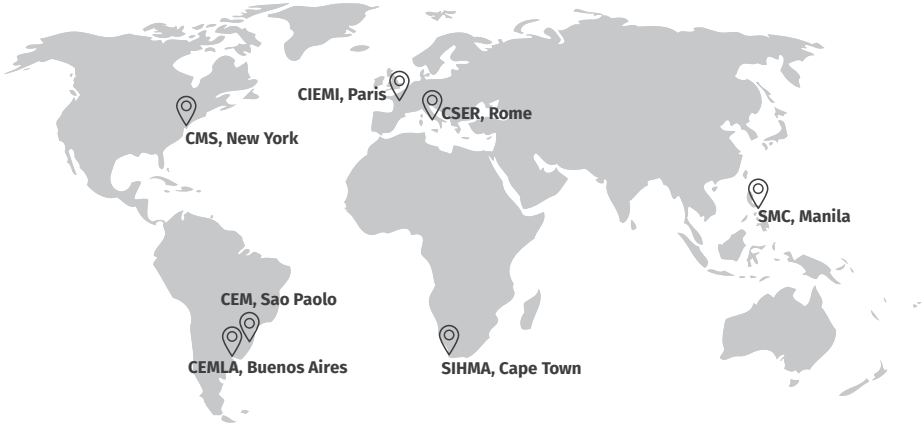 CIEMI, Paris
CSER, Rome
CMS, New York
SMC, Manila
CEM, Sao Paolo
CEMLA, Buenos Aires
SIHMA, Cape Town